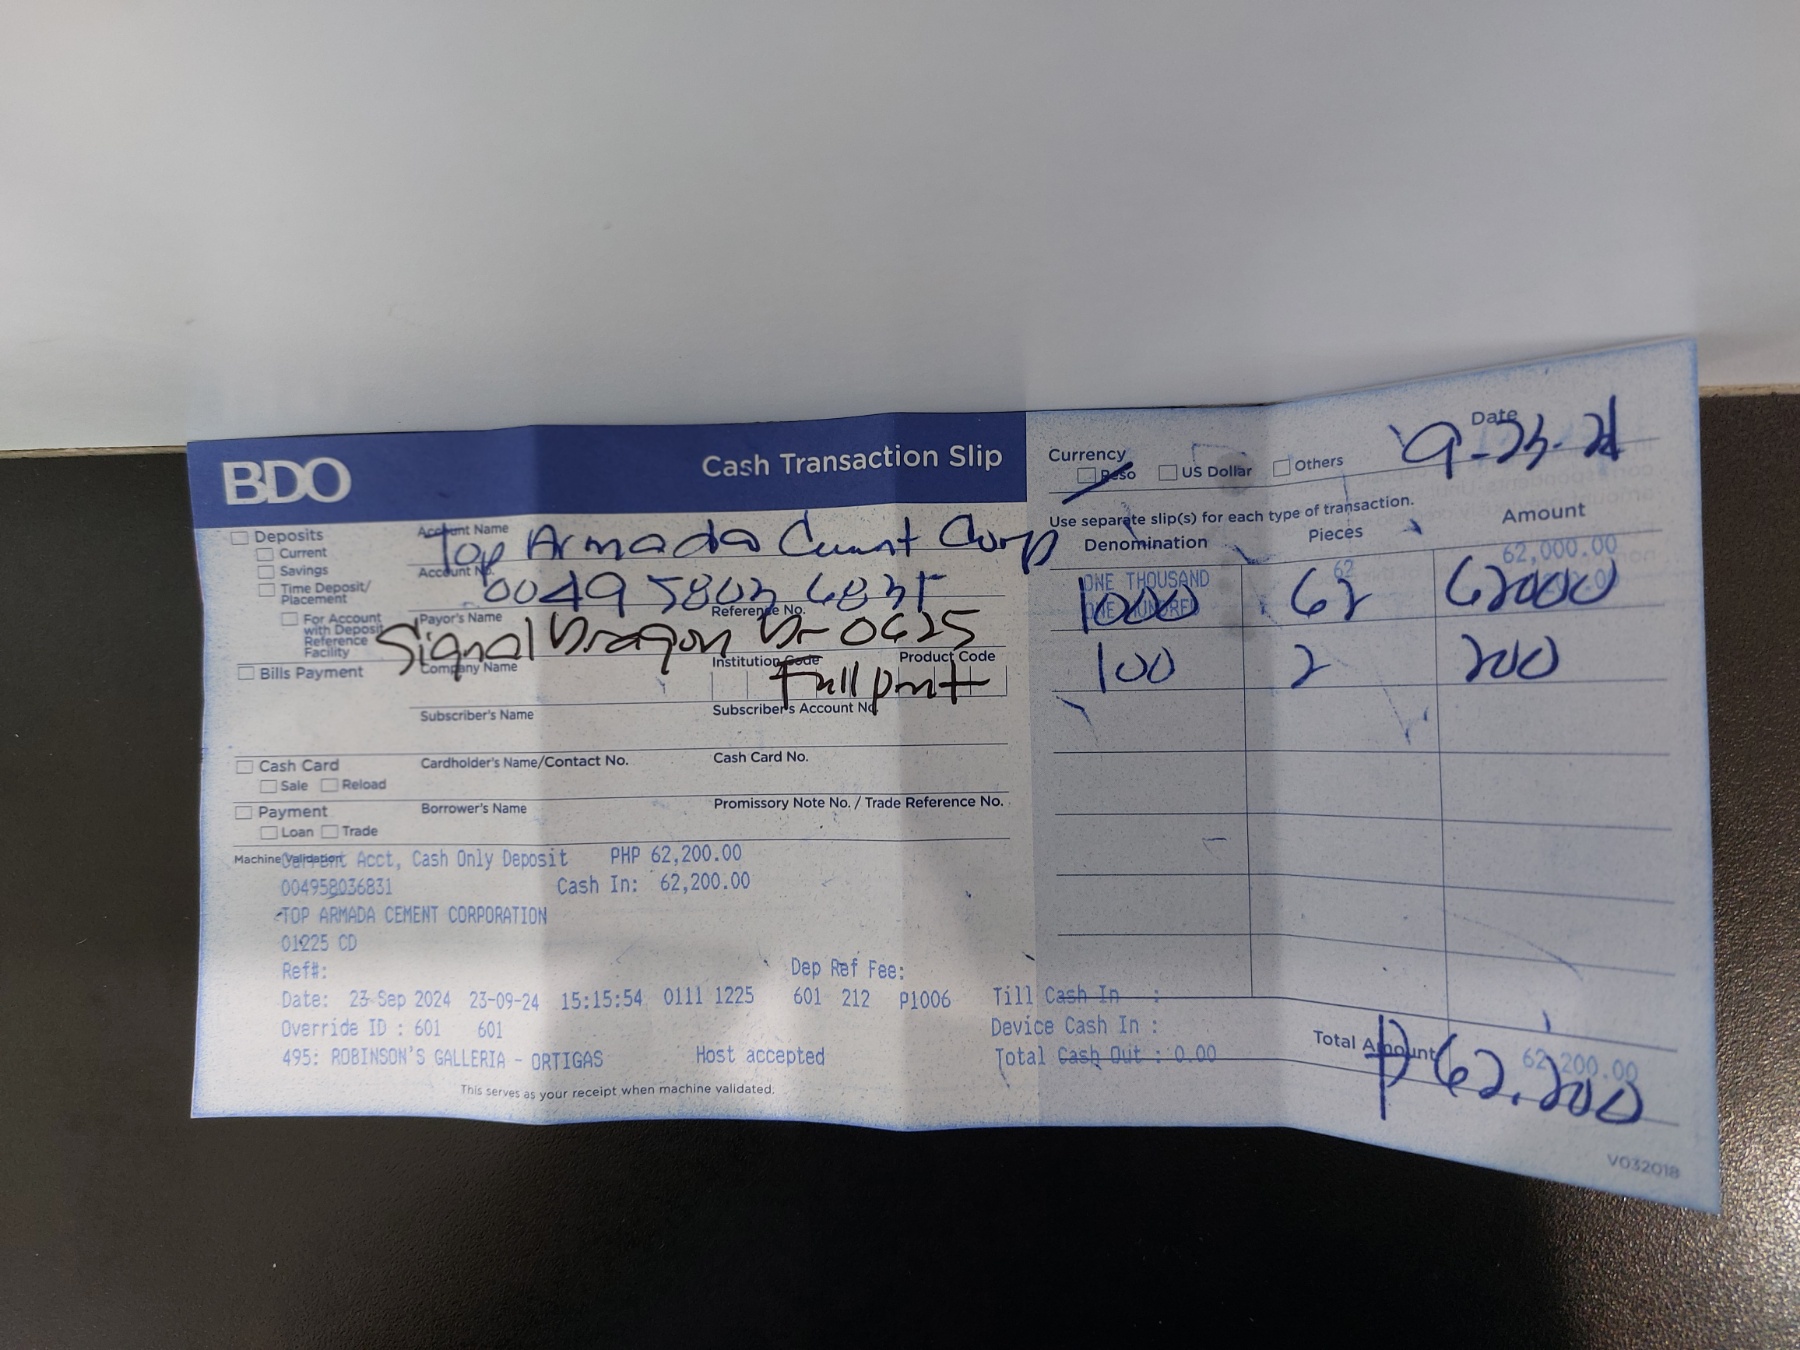 BDO
Cash Transaction Slip
Deposits
Current
Savings
Time Deposit/
Placement
For Account
with Deposit
Reference
Facility
Bills Payment
Cash Card
Sale Reload
Payment
Loan Trade
Account Name
Top Armada Cement Corp
Account No.
Payor's Name Reference No.
Signal Dragon Dr-0625
Company Name Institution Code Product Code
Full pmt
Subscriber's Name Subscriber's Account No.
Cardholder's Name/Contact No. Cash Card No.
Borrower's Name Promissory Note No. / Trade Reference No.
Machine Validation
Current Acct, Cash Only Deposit PHP 62,200.00
004958036831 Cash In: 62,200.00
TOP ARMADA CEMENT CORPORATION
01225 CD
Ref#: Dep Ref Fee:
Date: 23 Sep 2024 23-09-24 15:15:54 0111 1225 601 212 P1006 Till Cash In :
Override ID : 601 601 Device Cash In :
495: ROBINSON'S GALLERIA - ORTIGAS Host accepted Total Cash Out : 0.00
This serves as your receipt when machine validated.
Currency
Peso US Dollar Others
Date
9-23-24
Use separate slip(s) for each type of transaction.
Denomination Pieces Amount
ONE THOUSAND 62 62,000.00
ONE HUNDRED
1000 62 62000
100 2 200
Total Amount 62,200.00
₱ 62,200
V032018